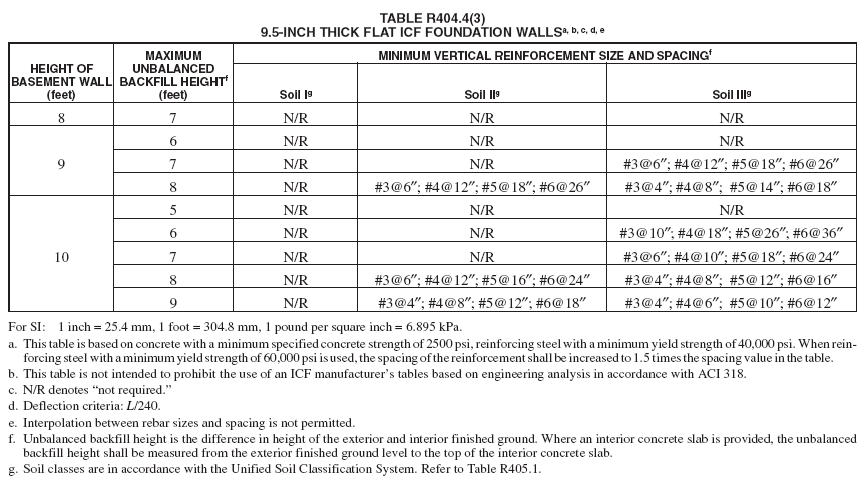 TABLE R404.4(3)
9.5-INCH THICK FLAT ICF FOUNDATION WALLSa, b, c, d, e
HEIGHT OF BASEMENT WALL (feet) MAXIMUM UNBALANCED BACKFILL HEIGHTf (feet) MINIMUM VERTICAL REINFORCEMENT SIZE AND SPACINGf
Soil Ig Soil IIg Soil IIIg
8 7 N/R N/R N/R
6 N/R N/R N/R
9 7 N/R N/R #3@6″; #4@12″; #5@18″; #6@26″
8 N/R #3@6″; #4@12″; #5@18″; #6@26″ #3@4″; #4@8″; #5@14″; #6@18″
5 N/R N/R N/R
6 N/R N/R #3@10″; #4@18″; #5@26″; #6@36″
10 7 N/R N/R #3@6″; #4@10″; #5@18″; #6@24″
8 N/R #3@6″; #4@12″; #5@16″; #6@24″ #3@4″; #4@8″; #5@12″; #6@16″
9 N/R #3@4″; #4@8″; #5@12″; #6@18″ #3@4″; #4@6″; #5@10″; #6@12″
For SI: 1 inch = 25.4 mm, 1 foot = 304.8 mm, 1 pound per square inch = 6.895 kPa.
a. This table is based on concrete with a minimum specified concrete strength of 2500 psi, reinforcing steel with a minimum yield strength of 40,000 psi. When rein-
forcing steel with a minimum yield strength of 60,000 psi is used, the spacing of the reinforcement shall be increased to 1.5 times the spacing value in the table.
b. This table is not intended to prohibit the use of an ICF manufacturer's tables based on engineering analysis in accordance with ACI 318.
c. N/R denotes “not required.”
d. Deflection criteria: L/240.
e. Interpolation between rebar sizes and spacing is not permitted.
f. Unbalanced backfill height is the difference in height of the exterior and interior finished ground. Where an interior concrete slab is provided, the unbalanced
backfill height shall be measured from the exterior finished ground level to the top of the interior concrete slab.
g. Soil classes are in accordance with the Unified Soil Classification System. Refer to Table R405.1.